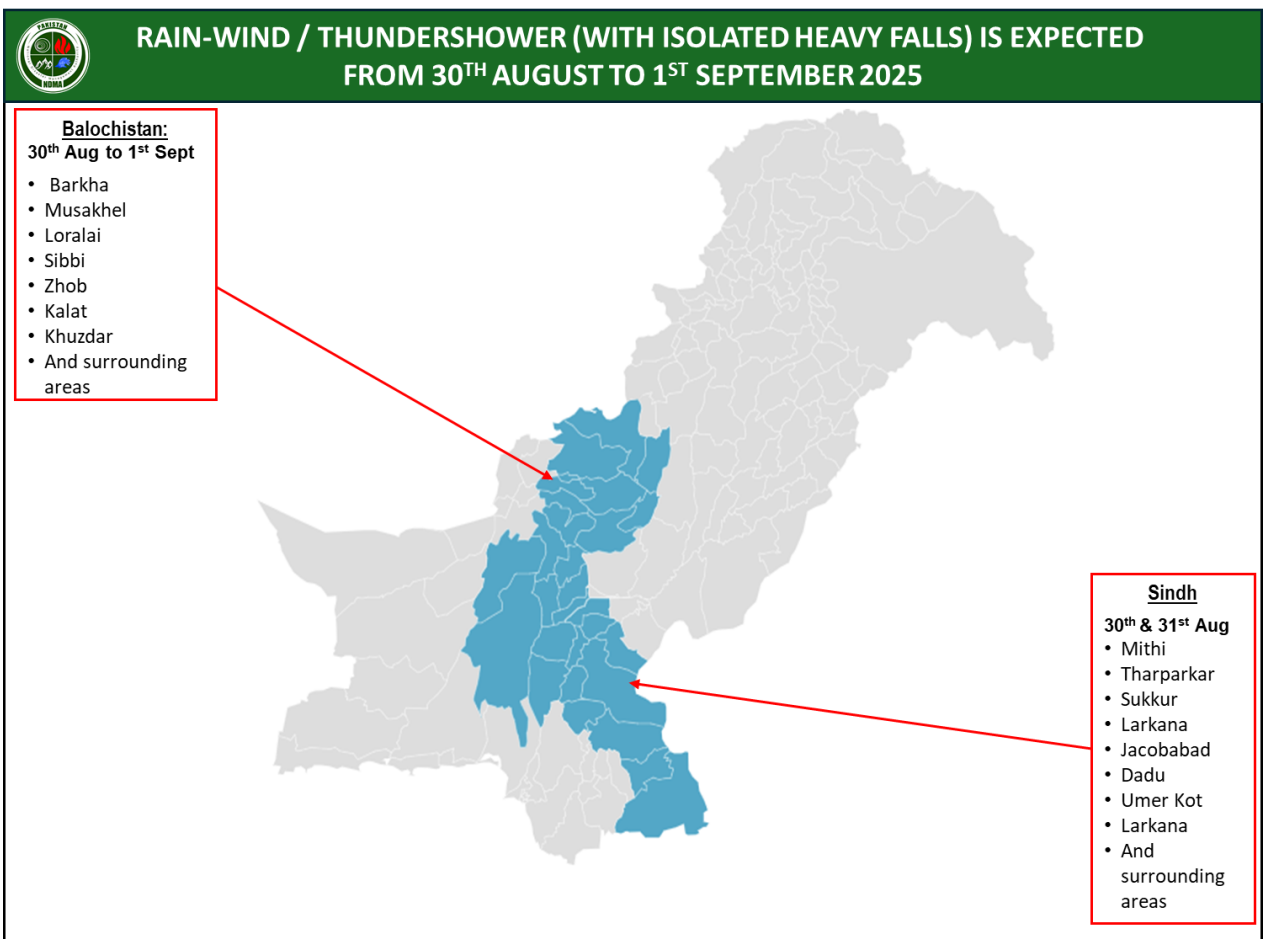 PAKISTAN
NDMA
RAIN-WIND / THUNDERSHOWER (WITH ISOLATED HEAVY FALLS) IS EXPECTED
FROM 30TH AUGUST TO 1ST SEPTEMBER 2025
Balochistan:
30th Aug to 1st Sept
• Barkha
• Musakhel
• Loralai
• Sibbi
• Zhob
• Kalat
• Khuzdar
• And surrounding
areas
Sindh
30th & 31st Aug
• Mithi
• Tharparkar
• Sukkur
• Larkana
• Jacobabad
• Dadu
• Umer Kot
• Larkana
• And
surrounding
areas